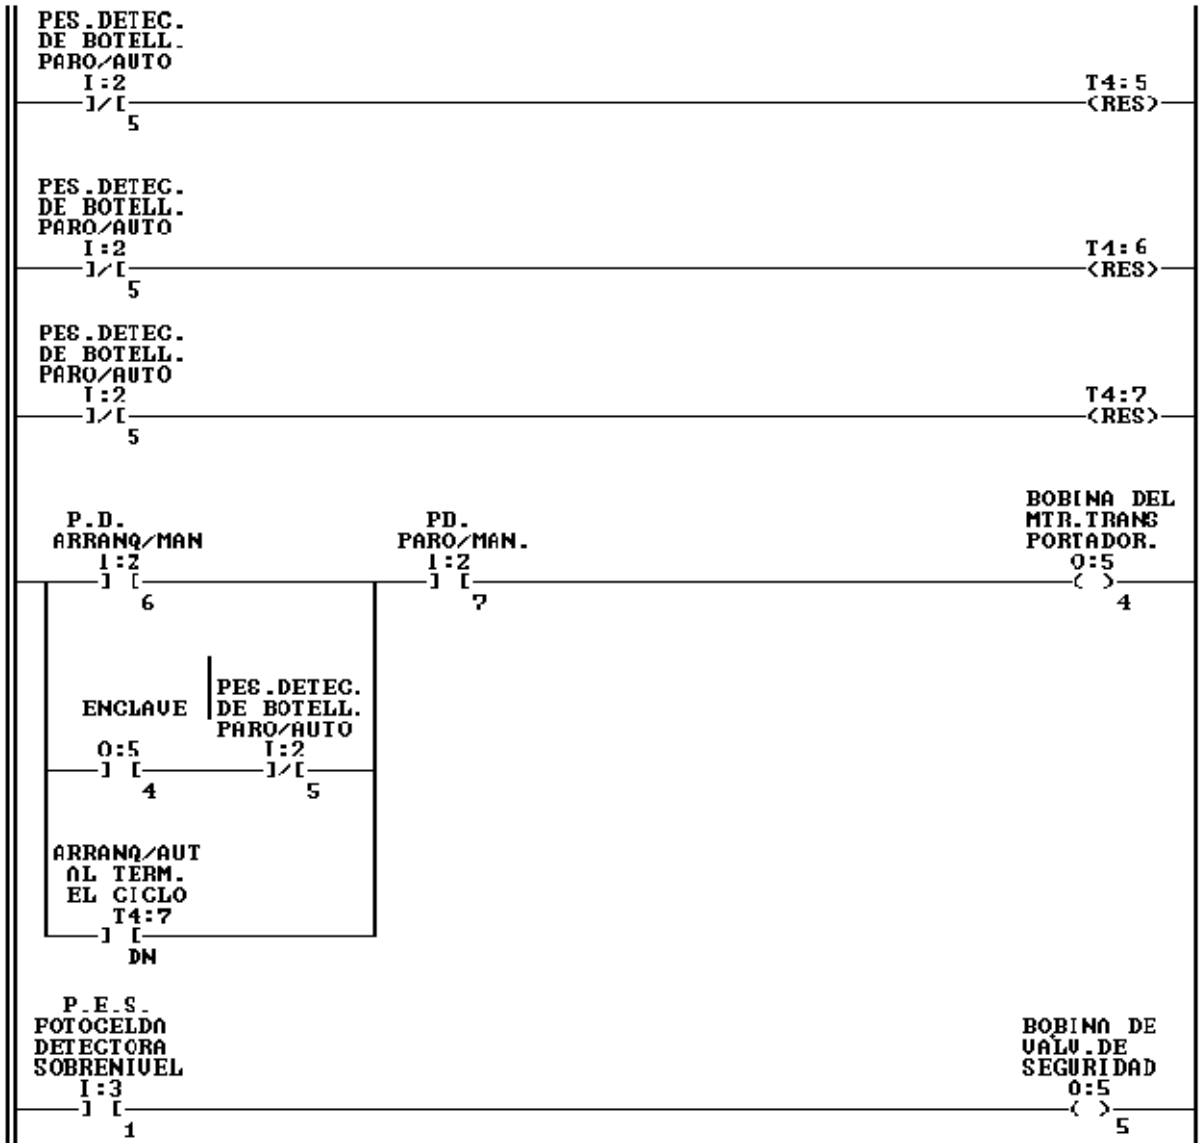 PES.DETEC.
DE BOTELL.
PARO/AUTO
I:2
T4:5
]/[
(RES)
5
PES.DETEC.
DE BOTELL.
PARO/AUTO
I:2
T4:6
]/[
(RES)
5
PES.DETEC.
DE BOTELL.
PARO/AUTO
I:2
T4:7
]/[
(RES)
5
P.D.
ARRANQ/MAN
I:2
] [
6
PD.
PARO/MAN.
I:2
] [
7
BOBINA DEL
MTR.TRANS
PORTADOR.
O:5
( )
4
ENCLAVE
O:5
] [
4
PES.DETEC.
DE BOTELL.
PARO/AUTO
I:2
]/[
5
ARRANQ/AUT
AL TERM.
EL CICLO
T4:7
] [
DN
P.E.S.
FOTOCELDA
DETECTORA
SOBRENIVEL
I:3
] [
1
BOBINA DE
VALV.DE
SEGURIDAD
O:5
( )
5